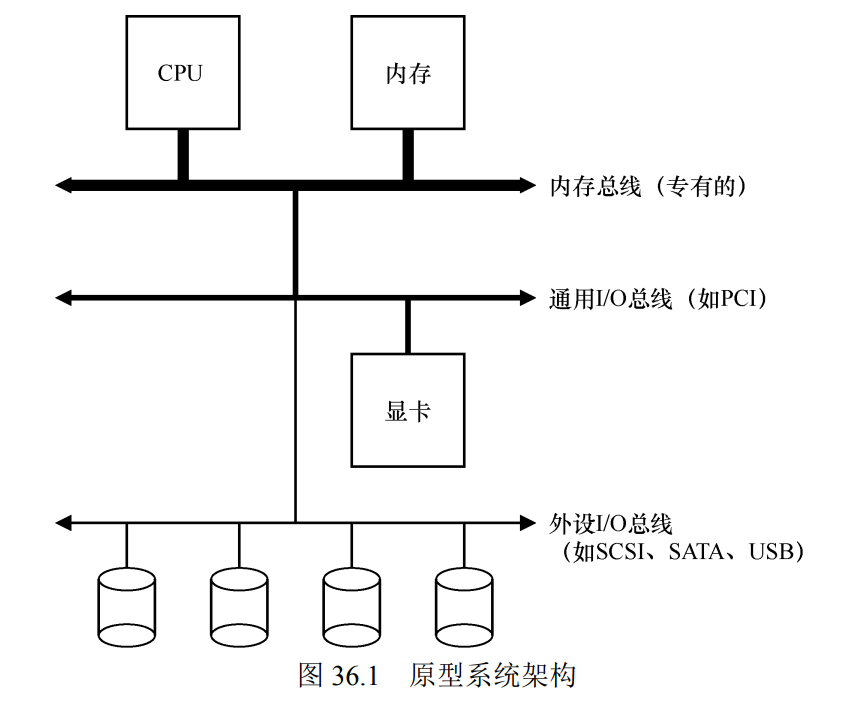 CPU
内存
内存总线（专有的）
通用I/O总线（如PCI）
显卡
外设I/O总线
（如SCSI、SATA、USB）
图 36.1 原型系统架构